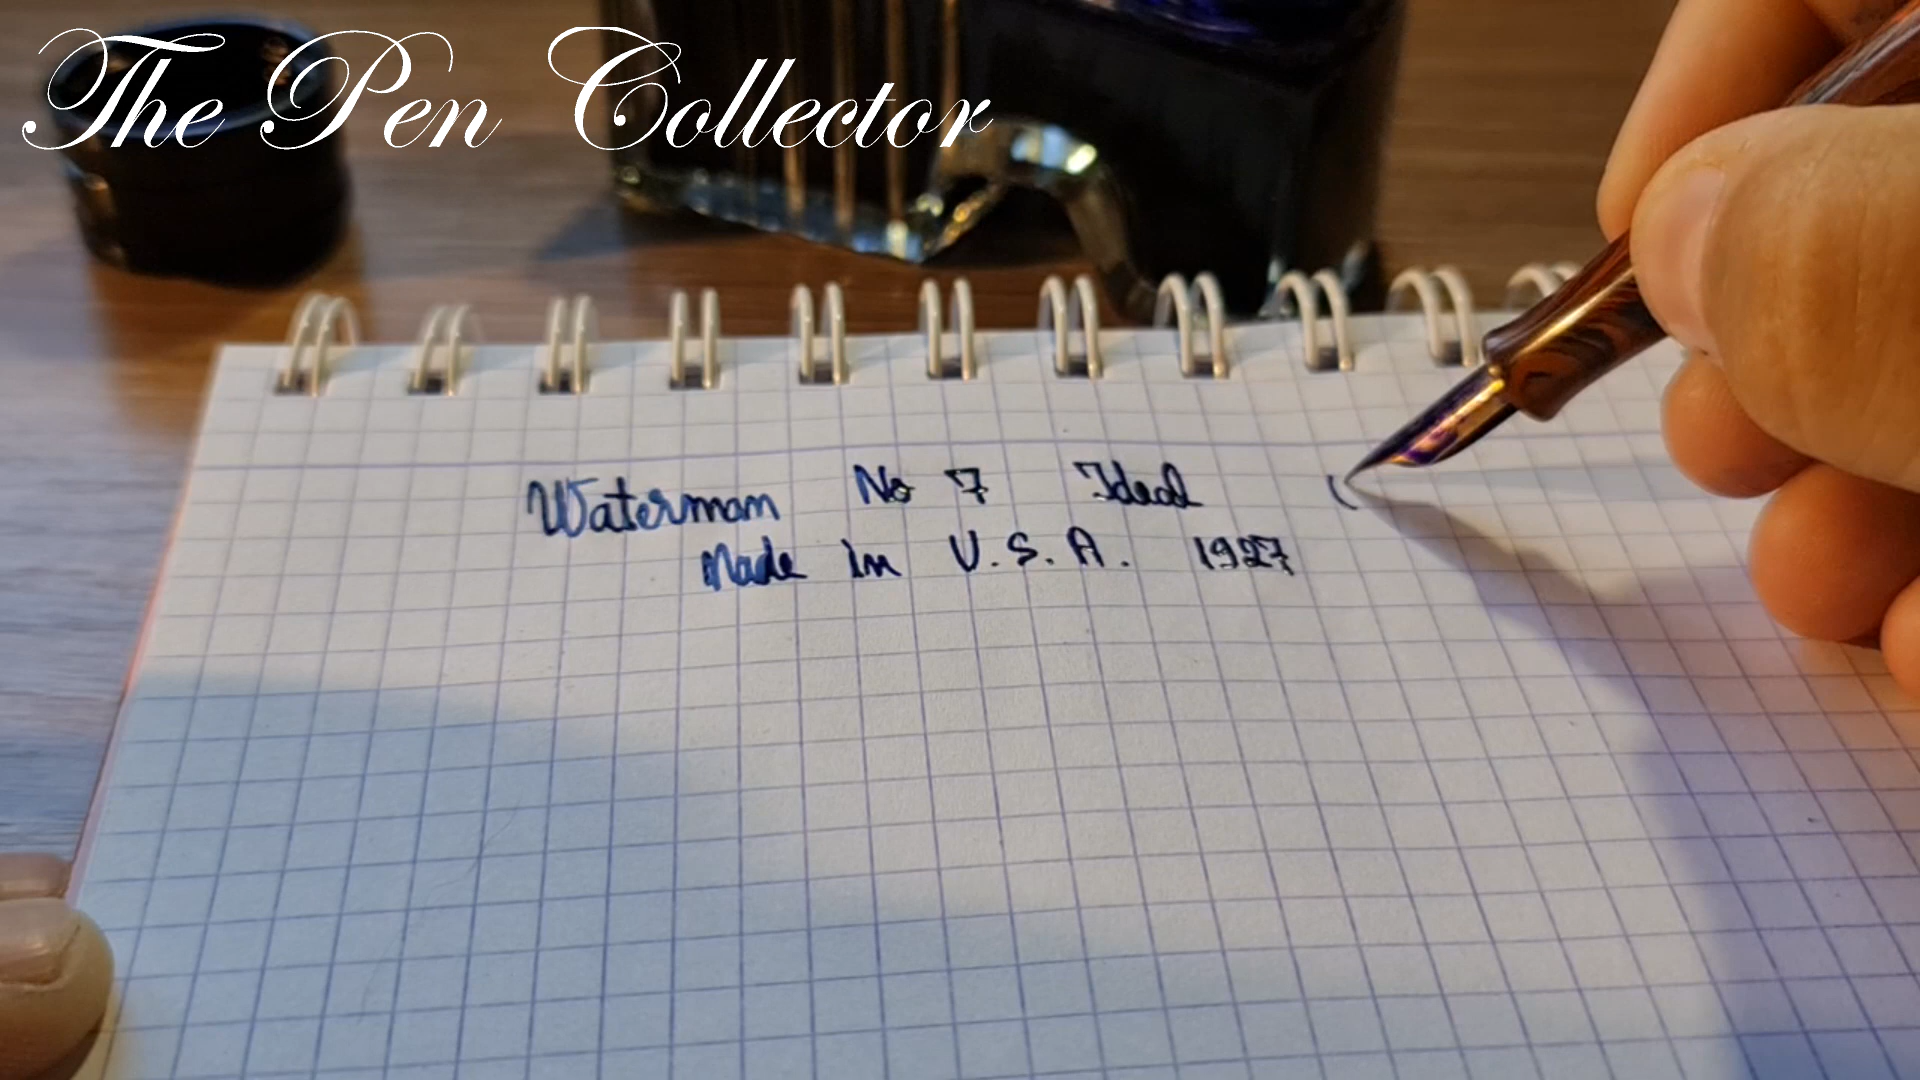 The Pen Collector
Waterman No 7 Ideal (
Made in U.S.A. 1927